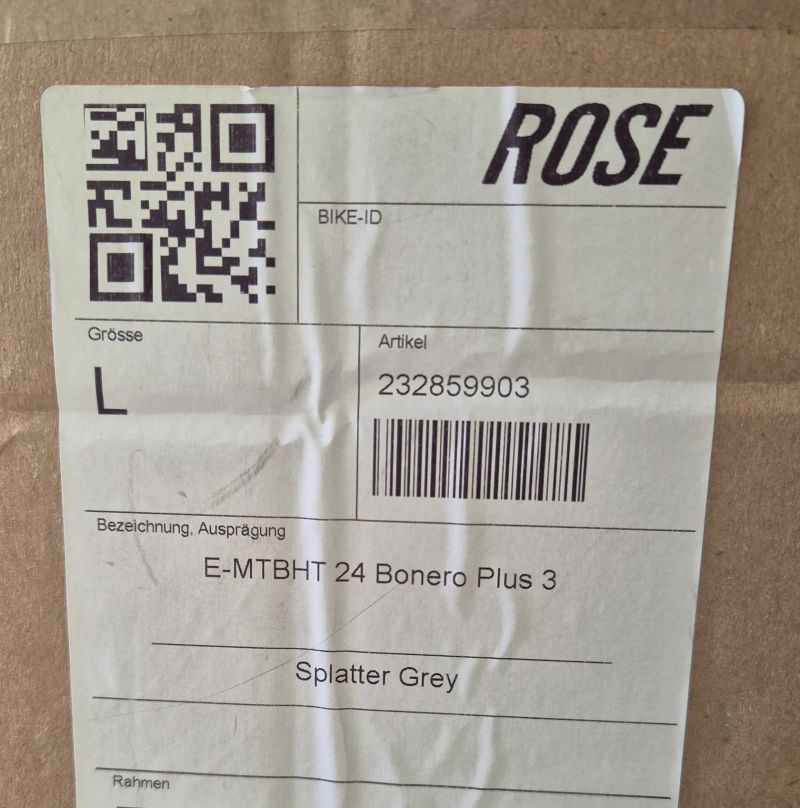 ROSE
BIKE-ID
Grösse
L
Artikel
232859903
Bezeichnung, Ausprägung
E-MTBHT 24 Bonero Plus 3
Splatter Grey
Rahmen